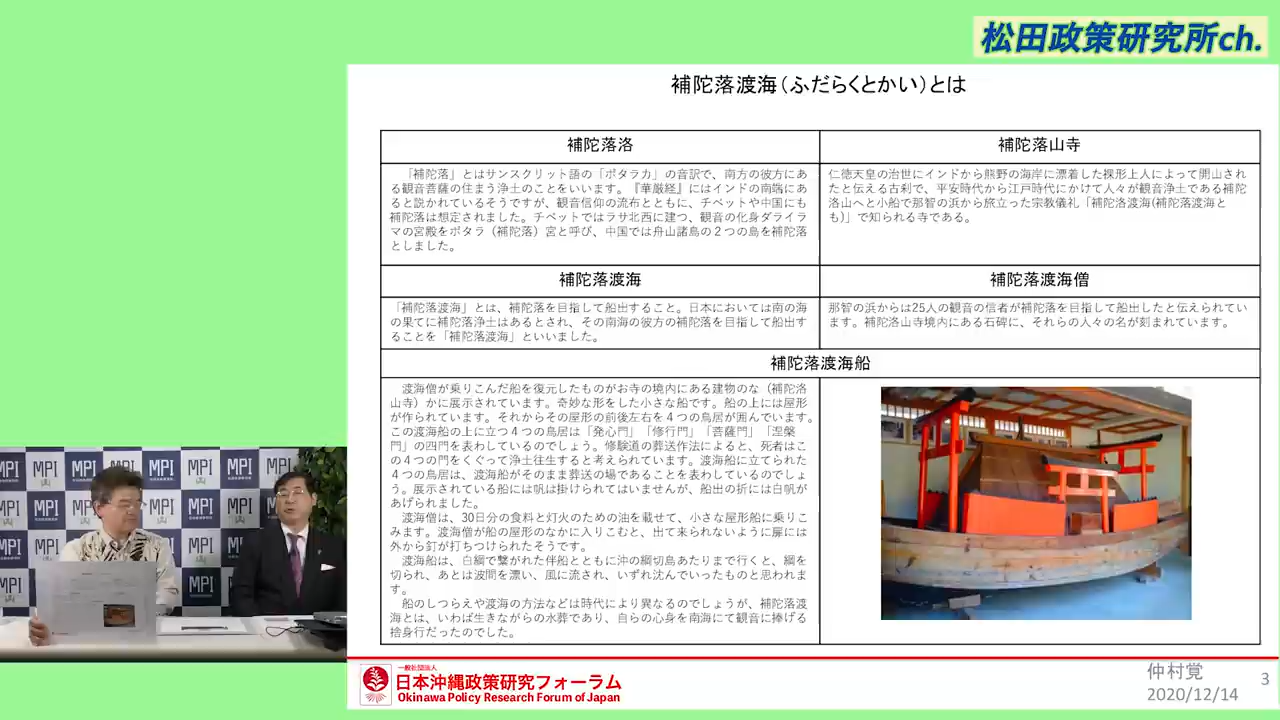 松田政策研究所ch.
補陀落渡海(ふだらくとかい)とは
補陀落洛
「補陀落」とはサンスクリット語の「ポタラカ」の音訳で、南方の彼方にあ
る観音菩薩の住まう浄土のことをいいます。『華厳経』にはインドの南端にあ
ると説かれているそうですが、観音信仰の流布とともに、チベットや中国にも
補陀落は想定されました。チベットではラサ北西に建つ、観音の化身ダライラ
マの宮殿をポタラ（補陀落）宮と呼び、中国では舟山諸島の２つの島を補陀落
としました。
補陀落山寺
仁徳天皇の治世にインドから熊野の海岸に漂着した裸形上人によって開山され
たと伝える古刹で、平安時代から江戸時代にかけて人々が観音浄土である補陀
洛山へと小船で那智の浜から旅立った宗教儀礼「補陀洛渡海(補陀落渡海と
も)」で知られる寺である。
補陀落渡海
「補陀落渡海」とは、補陀落を目指して船出すること。日本においては南の海
の果てに補陀落浄土はあるとされ、その南海の彼方の補陀落を目指して船出す
ることを「補陀落渡海」といいました。
補陀落渡海僧
那智の浜からは25人の観音の信者が補陀落を目指して船出したと伝えられてい
ます。補陀洛山寺境内にある石碑に、それらの人々の名が刻まれています。
補陀落渡海船
渡海僧が乗りこんだ船を復元したものがお寺の境内にある建物のな（補陀洛
山寺）かに展示されています。奇妙な形をした小さな船です。船の上には屋形
が作られています。それからその屋形の前後左右を４つの鳥居が囲んでいます。
この渡海船の上に立つ４つの鳥居は「発心門」「修行門」「菩薩門」「涅槃
門」の四門を表わしているのでしょう。修験道の葬送作法によると、死者はこ
の４つの門をくぐって浄土往生すると考えられています。渡海船に立てられた
４つの鳥居は、渡海船がそのまま葬送の場であることを表わしているのでしょ
う。展示されている船には帆は掛けられてはいませんが、船出の折には白帆が
あげられました。
渡海僧は、30日分の食料と灯火のための油を載せて、小さな屋形船に乗りこ
みます。渡海僧が船の屋形のなかに入りこむと、出て来られないように扉には
外から釘が打ちつけられたそうです。
渡海船は、白綱で繋がれた伴船とともに沖の綱切島あたりまで行くと、綱を
切られ、あとは波間を漂い、風に流され、いずれ沈んでいったものと思われま
す。
船のしつらえや渡海の方法などは時代により異なるのでしょうが、補陀落渡
海とは、いわば生きながらの水葬であり、自らの心身を南海にて観音に捧げる
捨身行だったのでした。
一般社団法人
日本沖縄政策研究フォーラム
Okinawa Policy Research Forum of Japan
仲村覚
2020/12/14
3
MPI
MPI
MPI
MPI
MPI
MPI